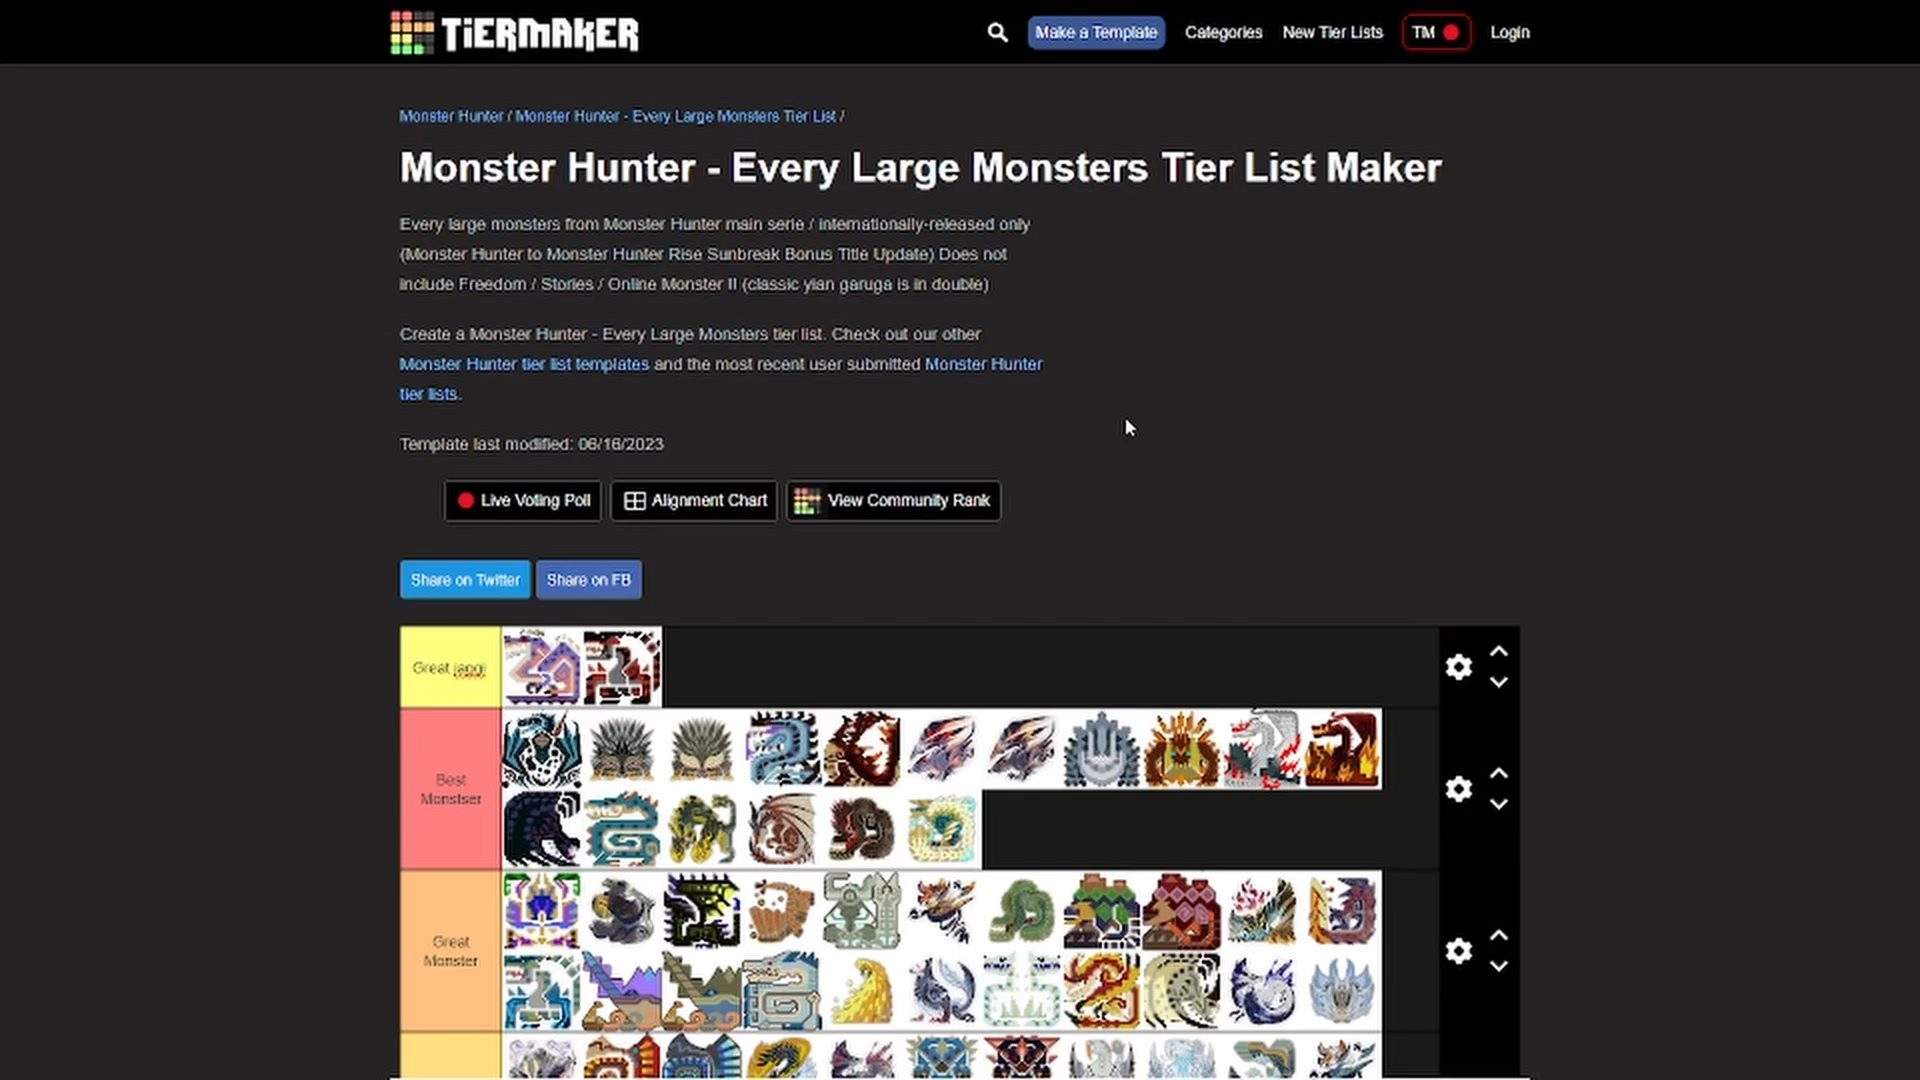 TiERMAKER
Make a Template
Categories
New Tier Lists
TM
Login
Monster Hunter / Monster Hunter - Every Large Monsters Tier List /
Monster Hunter - Every Large Monsters Tier List Maker
Every large monsters from Monster Hunter main serie / internationally-released only
(Monster Hunter to Monster Hunter Rise Sunbreak Bonus Title Update) Does not
include Freedom / Stories / Online Monster II (classic yian garuga is in double)
Create a Monster Hunter - Every Large Monsters tier list. Check out our other
Monster Hunter tier list templates and the most recent user submitted Monster Hunter
tier lists.
Template last modified: 06/16/2023
Live Voting Poll
Alignment Chart
View Community Rank
Share on Twitter
Share on FB
Great jaggi
Best
Monstser
Great
Monster